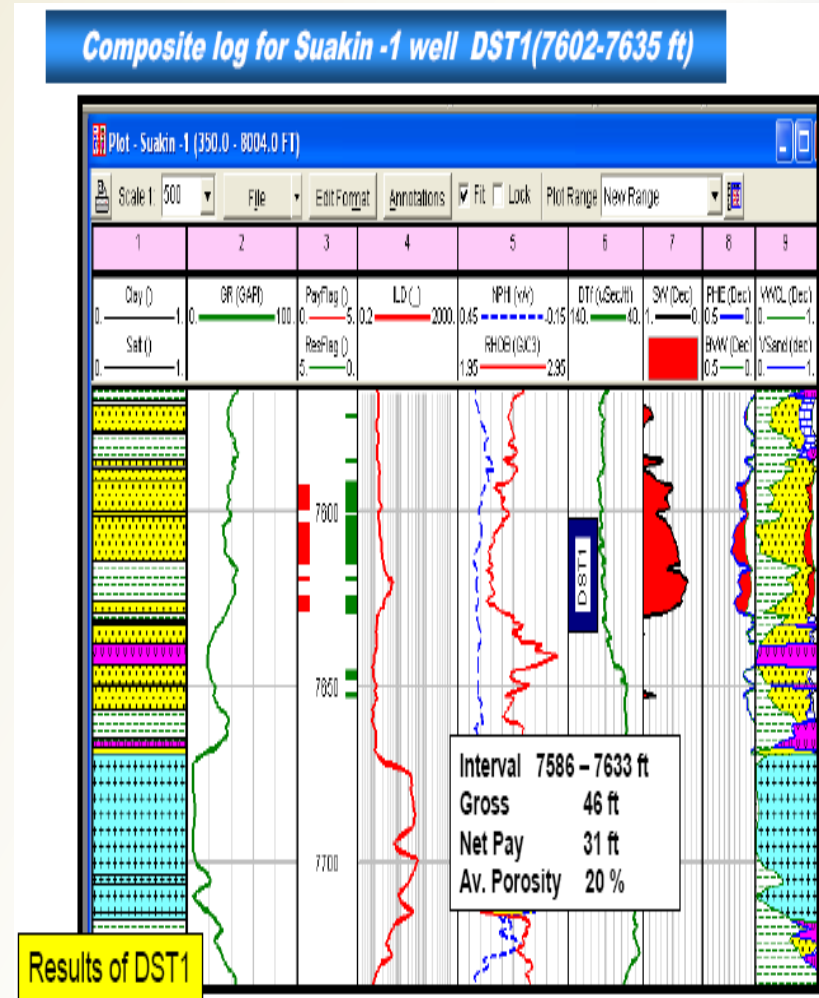 Composite log for Suakin -1 well DST1(7602-7635 ft)
Plot - Suakin -1 (350.0 - 8004.0 FT)
Scale 1: 500 File Edit Format Annotations Fit Lock Plot Range New Range
1 2 3 4 5 6 7 8 9
Clay () GR (GAPI) PayFlag () ILD (_) NPHI (v/v) DTf (uSec/ft) SW (Dec) PHIE (Dec) VWCL (Dec)
0. 1. 0. 100. 0. 5. 0.2 2000. 0.45 -0.15 140. 40. 1. 0. 0.5 0. 0. 1.
Salt () ResFlag () RHOB (G/C3) BVW (Dec) VSand (dec)
0. 1. 5. 0. 1.95 2.95 0.5 0. 0. 1.
7600
DST1
7650
Interval 7586 – 7633 ft
Gross 46 ft
Net Pay 31 ft
Av. Porosity 20 %
7700
Results of DST1